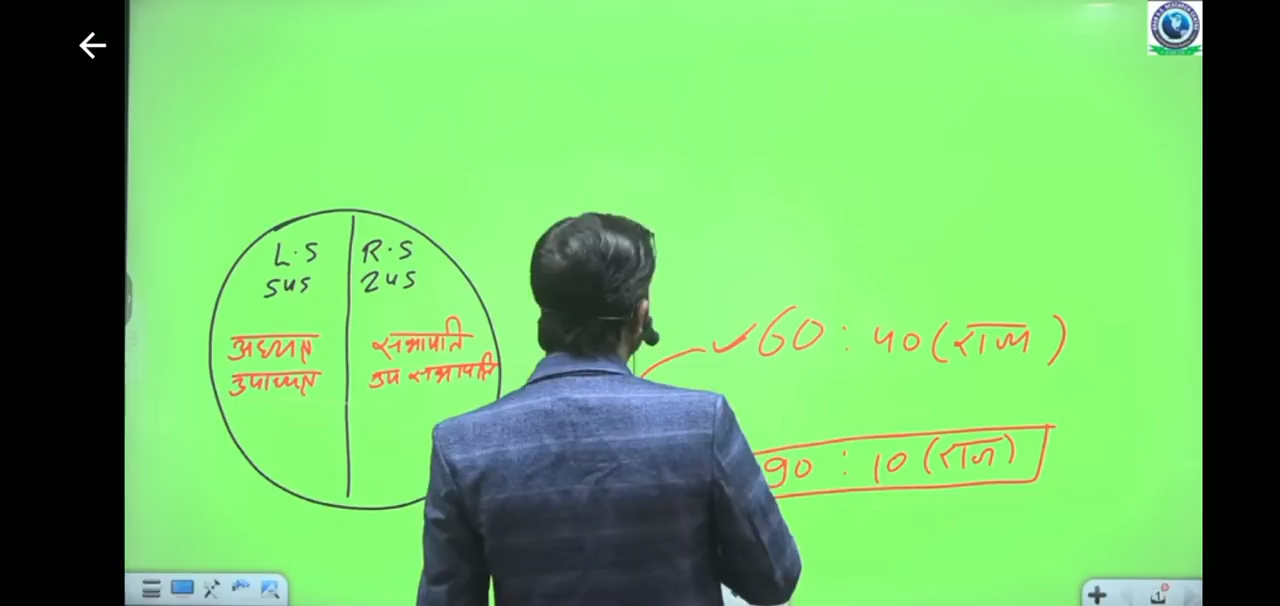 L.S
545
R.S
245
अध्यक्ष
उपाध्यक्ष
सभापति
उप सभापति
60 : 40 (राज्य)
90 : 10 (राज्य)